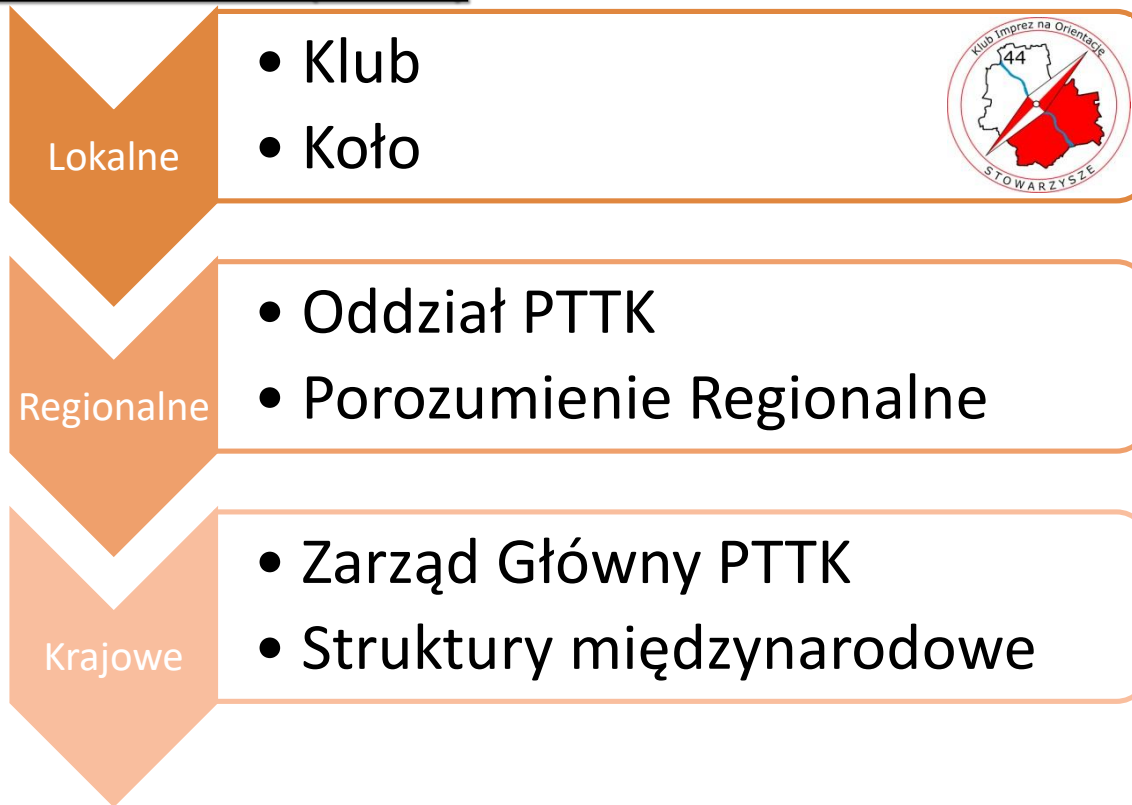 Lokalne
• Klub
• Koło
Klub Imprez na Orientację
44
STOWARZYSZE
Regionalne
• Oddział PTTK
• Porozumienie Regionalne
Krajowe
• Zarząd Główny PTTK
• Struktury międzynarodowe